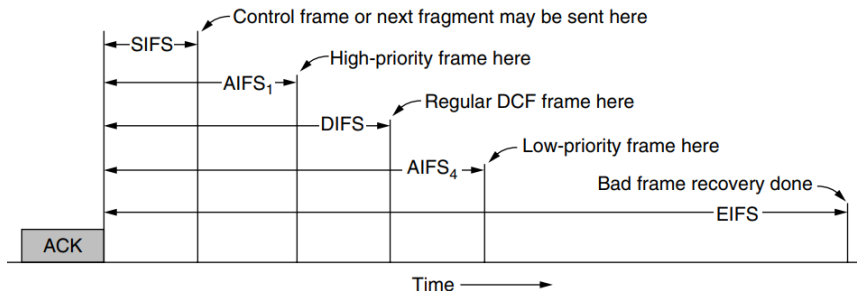 Control frame or next fragment may be sent here
SIFS
High-priority frame here
AIFS₁
Regular DCF frame here
DIFS
Low-priority frame here
AIFS₄
Bad frame recovery done
EIFS
ACK
Time